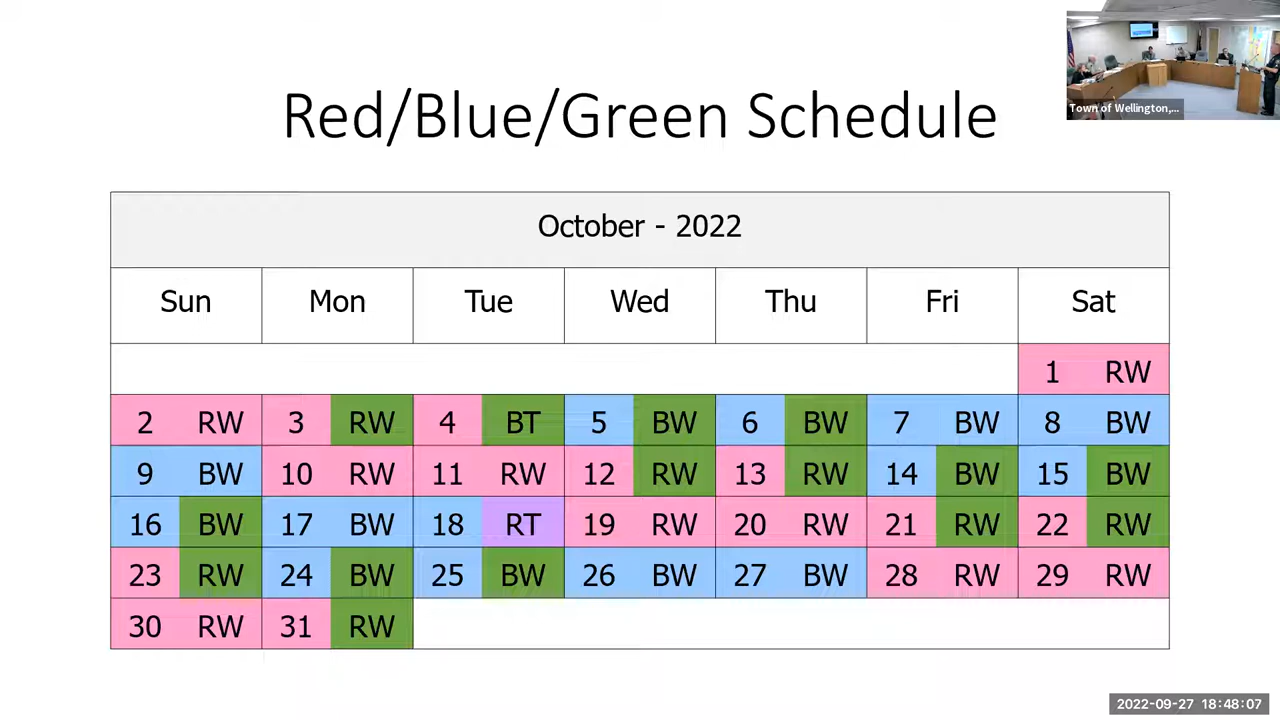 Town of Wellington,...
Red/Blue/Green Schedule
October - 2022
Sun Mon Tue Wed Thu Fri Sat
1 RW
2 RW 3 RW 4 BT 5 BW 6 BW 7 BW 8 BW
9 BW 10 RW 11 RW 12 RW 13 RW 14 BW 15 BW
16 BW 17 BW 18 RT 19 RW 20 RW 21 RW 22 RW
23 RW 24 BW 25 BW 26 BW 27 BW 28 RW 29 RW
30 RW 31 RW
2022-09-27 18:48:07